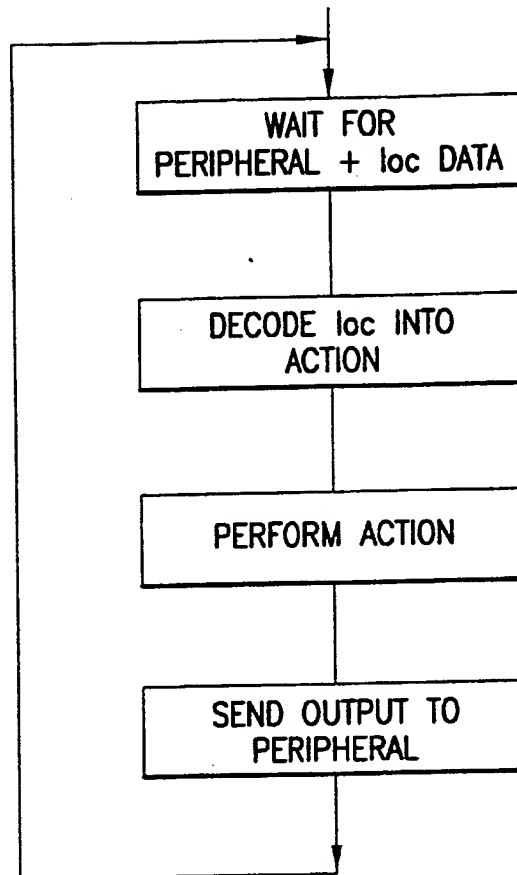 WAIT FOR
PERIPHERAL + loc DATA
DECODE loc INTO
ACTION
PERFORM ACTION
SEND OUTPUT TO
PERIPHERAL